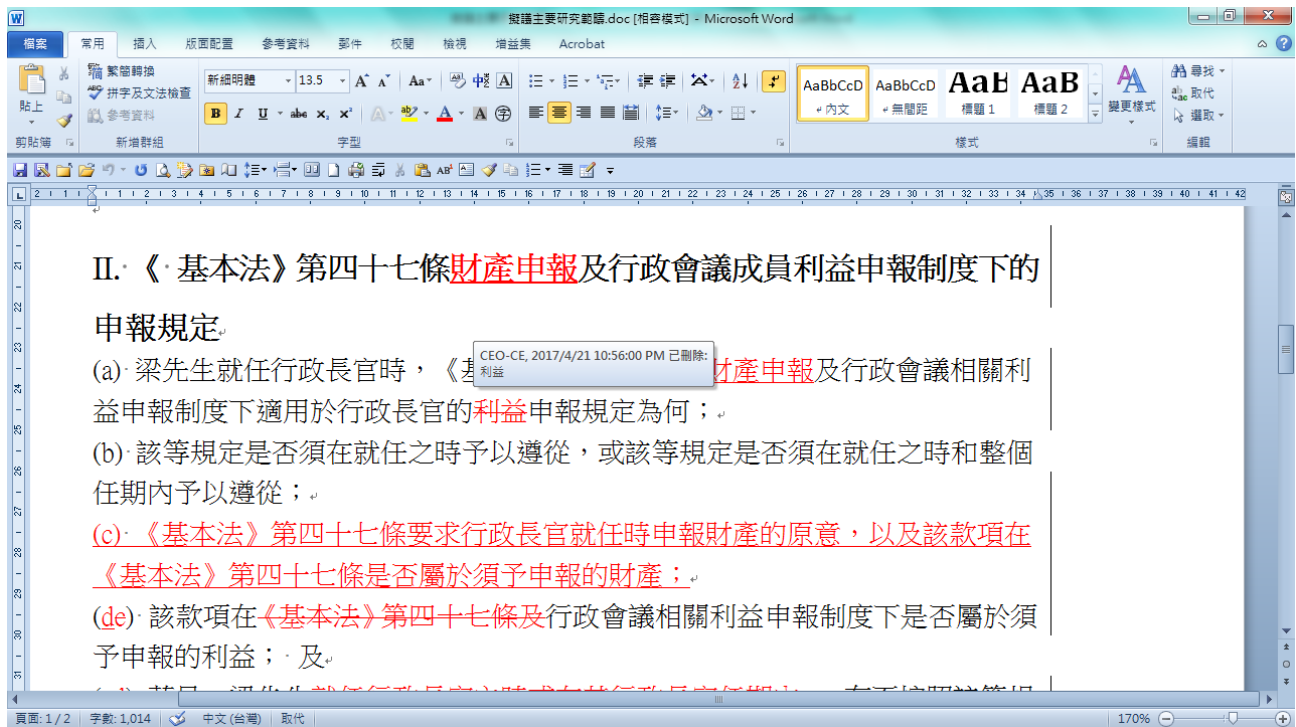 擬議主要研究範疇.doc [相容模式] - Microsoft Word
檔案 常用 插入 版面配置 參考資料 郵件 校閱 檢視 增益集 Acrobat
貼上 繁簡轉換 拼字及文法檢查 參考資料
新細明體 13.5
AaBbCcD 內文 AaBbCcD 無間距 AaB 標題 2 標題 1 變更樣式
尋找 取代 選取
剪貼簿 新增群組 字型 段落 樣式 編輯
II. 《 基本法》第四十七條財產申報及行政會議成員利益申報制度下的
申報規定
CEO-CE, 2017/4/21 10:56:00 PM 已刪除:
利益
(a) 梁先生就任行政長官時，《基 財產申報及行政會議相關利
益申報制度下適用於行政長官的利益申報規定為何；
(b) 該等規定是否須在就任之時予以遵從，或該等規定是否須在就任之時和整個
任期內予以遵從；
(c) 《基本法》第四十七條要求行政長官就任時申報財產的原意，以及該款項在
《基本法》第四十七條是否屬於須予申報的財產；
(de) 該款項在《基本法》第四十七條及行政會議相關利益申報制度下是否屬於須
予申報的利益； 及
頁面: 1 / 2 字數: 1,014 中文 (台灣) 取代 170%